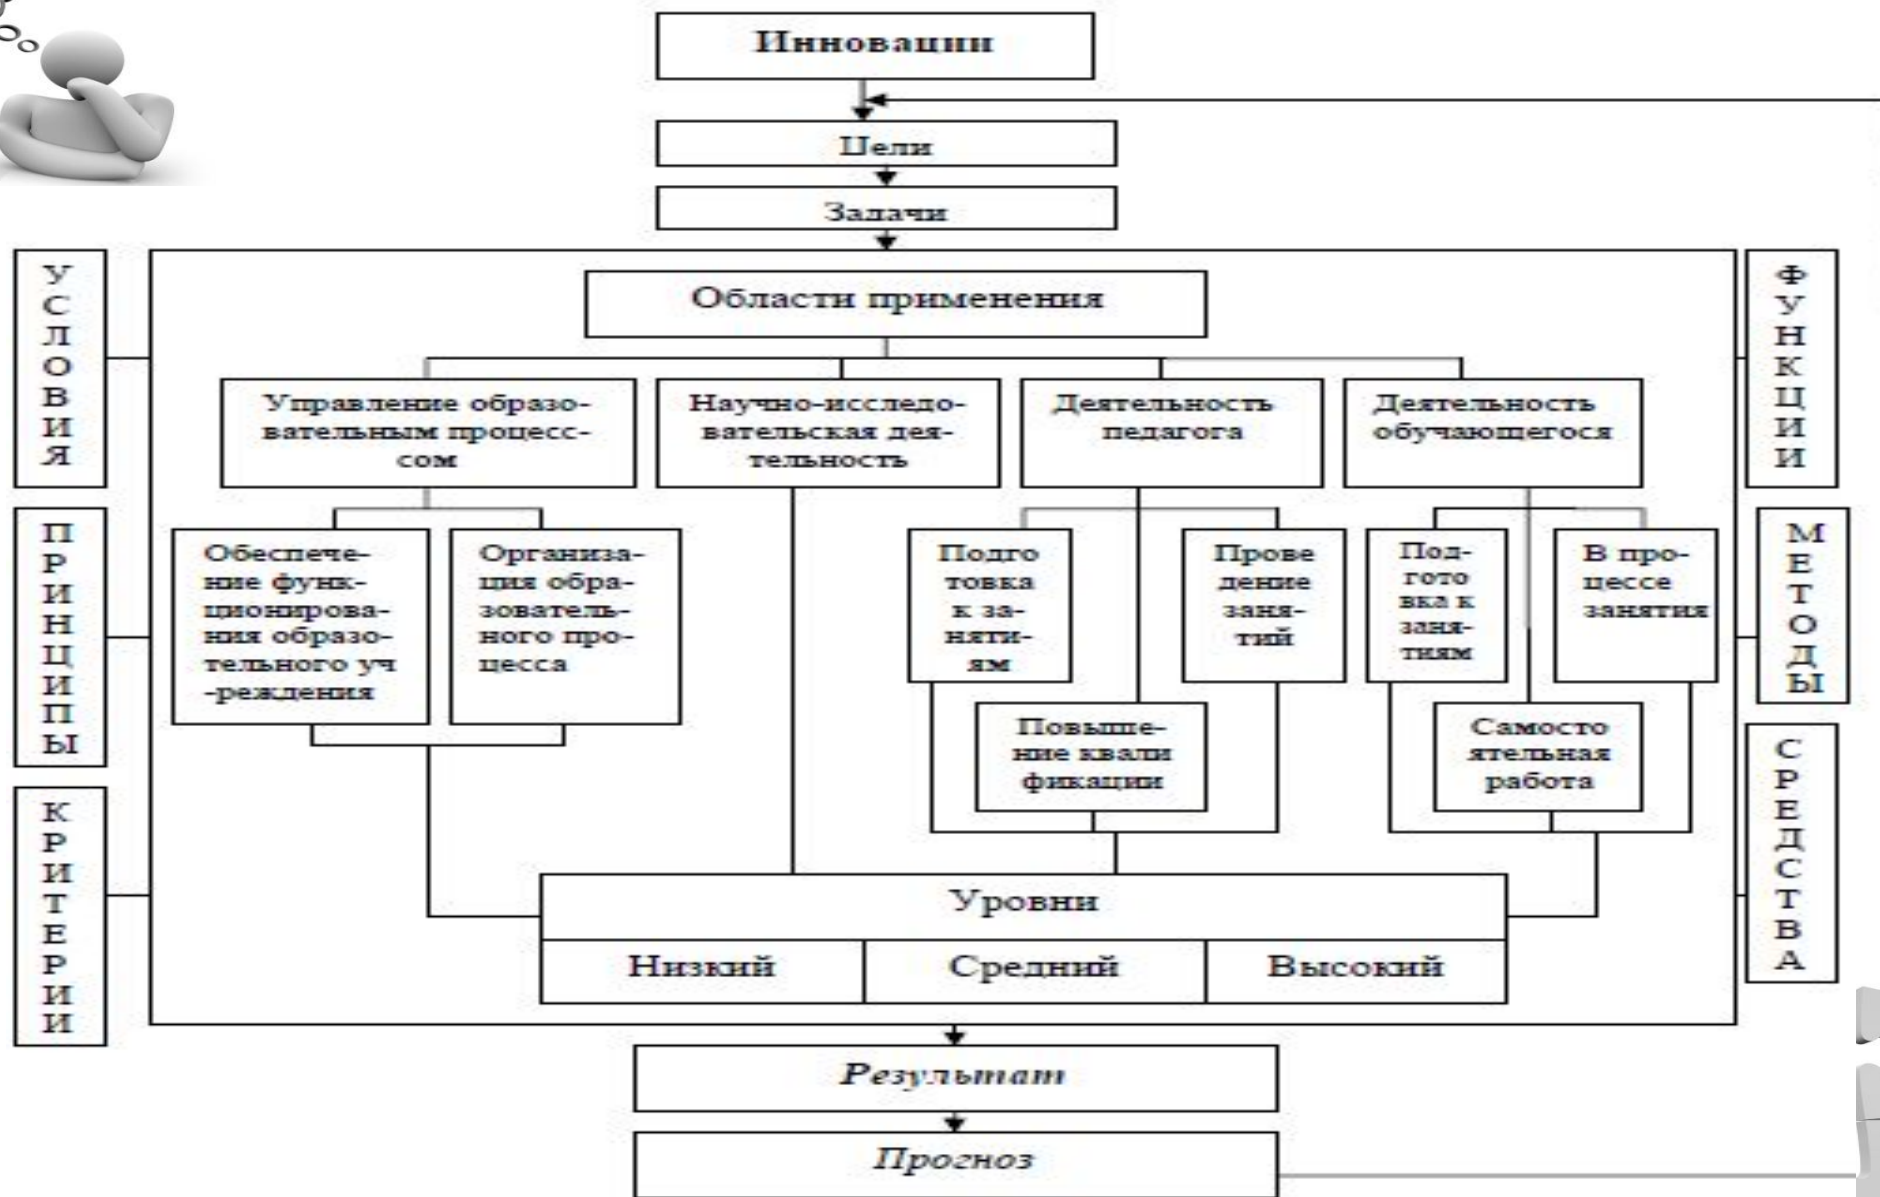 Инновации
Цели
Задачи
УСЛОВИЯ
ПРИНЦИПЫ
КРИТЕРИИ
Области применения
Управление образо-
вательным процесс-
сом
Научно-исследо-
вательская дея-
тельность
Деятельность
педагога
Деятельность
обучающегося
Обеспече-
ние функ-
ционирова-
ния образо-
тельного уч
-реждения
Организа-
ция обра-
зователь-
ного про-
цесса
Подго
товка
к за-
няти-
ям
Прове
дение
заня-
тий
Под-
гото
вка к
заня-
тиям
В про-
цессе
занятия
Повыше-
ние квали
фикации
Самосто
ятельная
работа
Уровни
Низкий
Средний
Высокий
ФУНКЦИИ
МЕТОДЫ
СРЕДСТВА
Результат
Прогноз